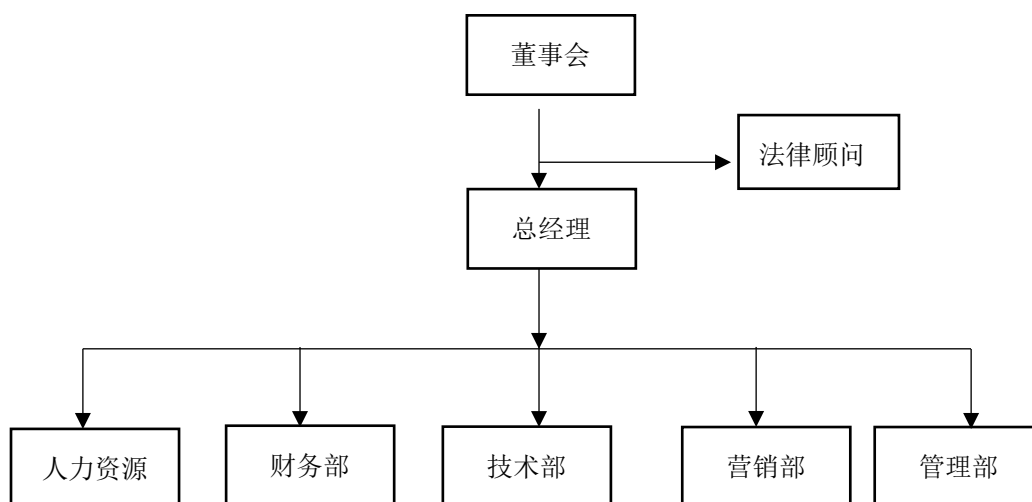 董事会
法律顾问
总经理
人力资源
财务部
技术部
营销部
管理部